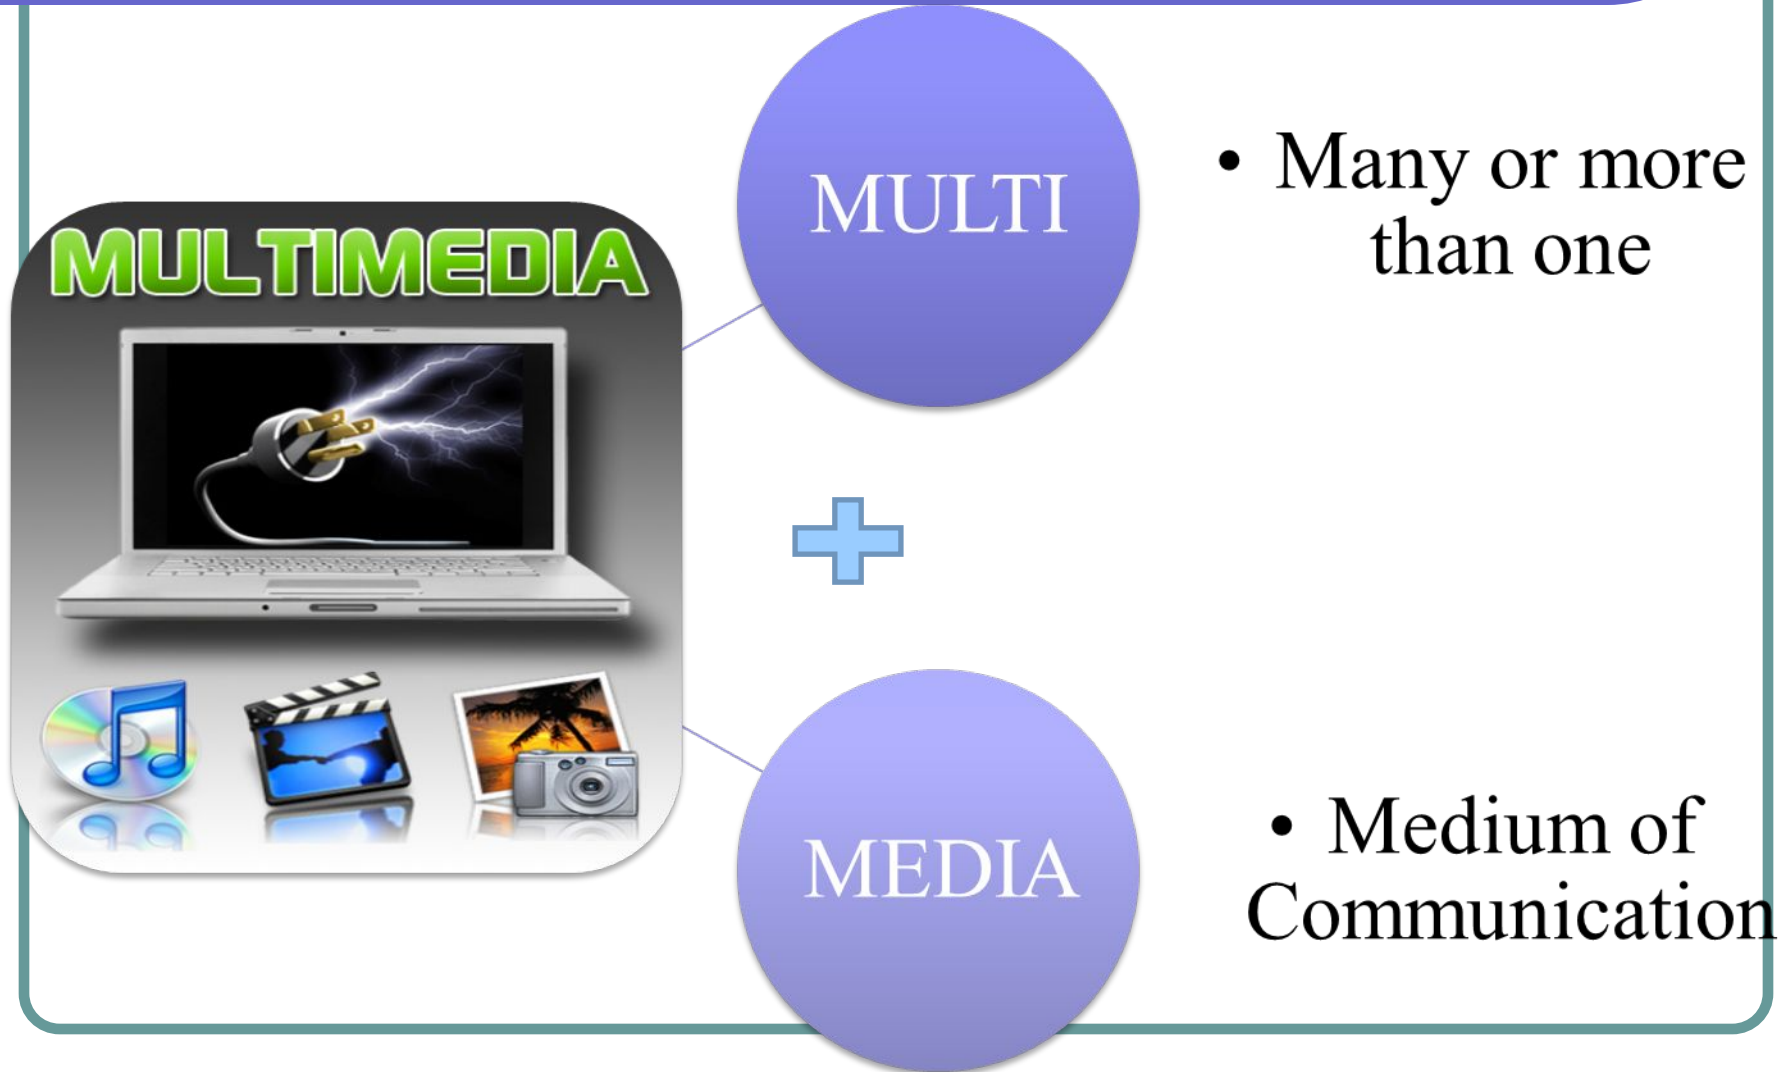 MULTIMEDIA
MULTI
• Many or more
than one
MEDIA
• Medium of
Communication